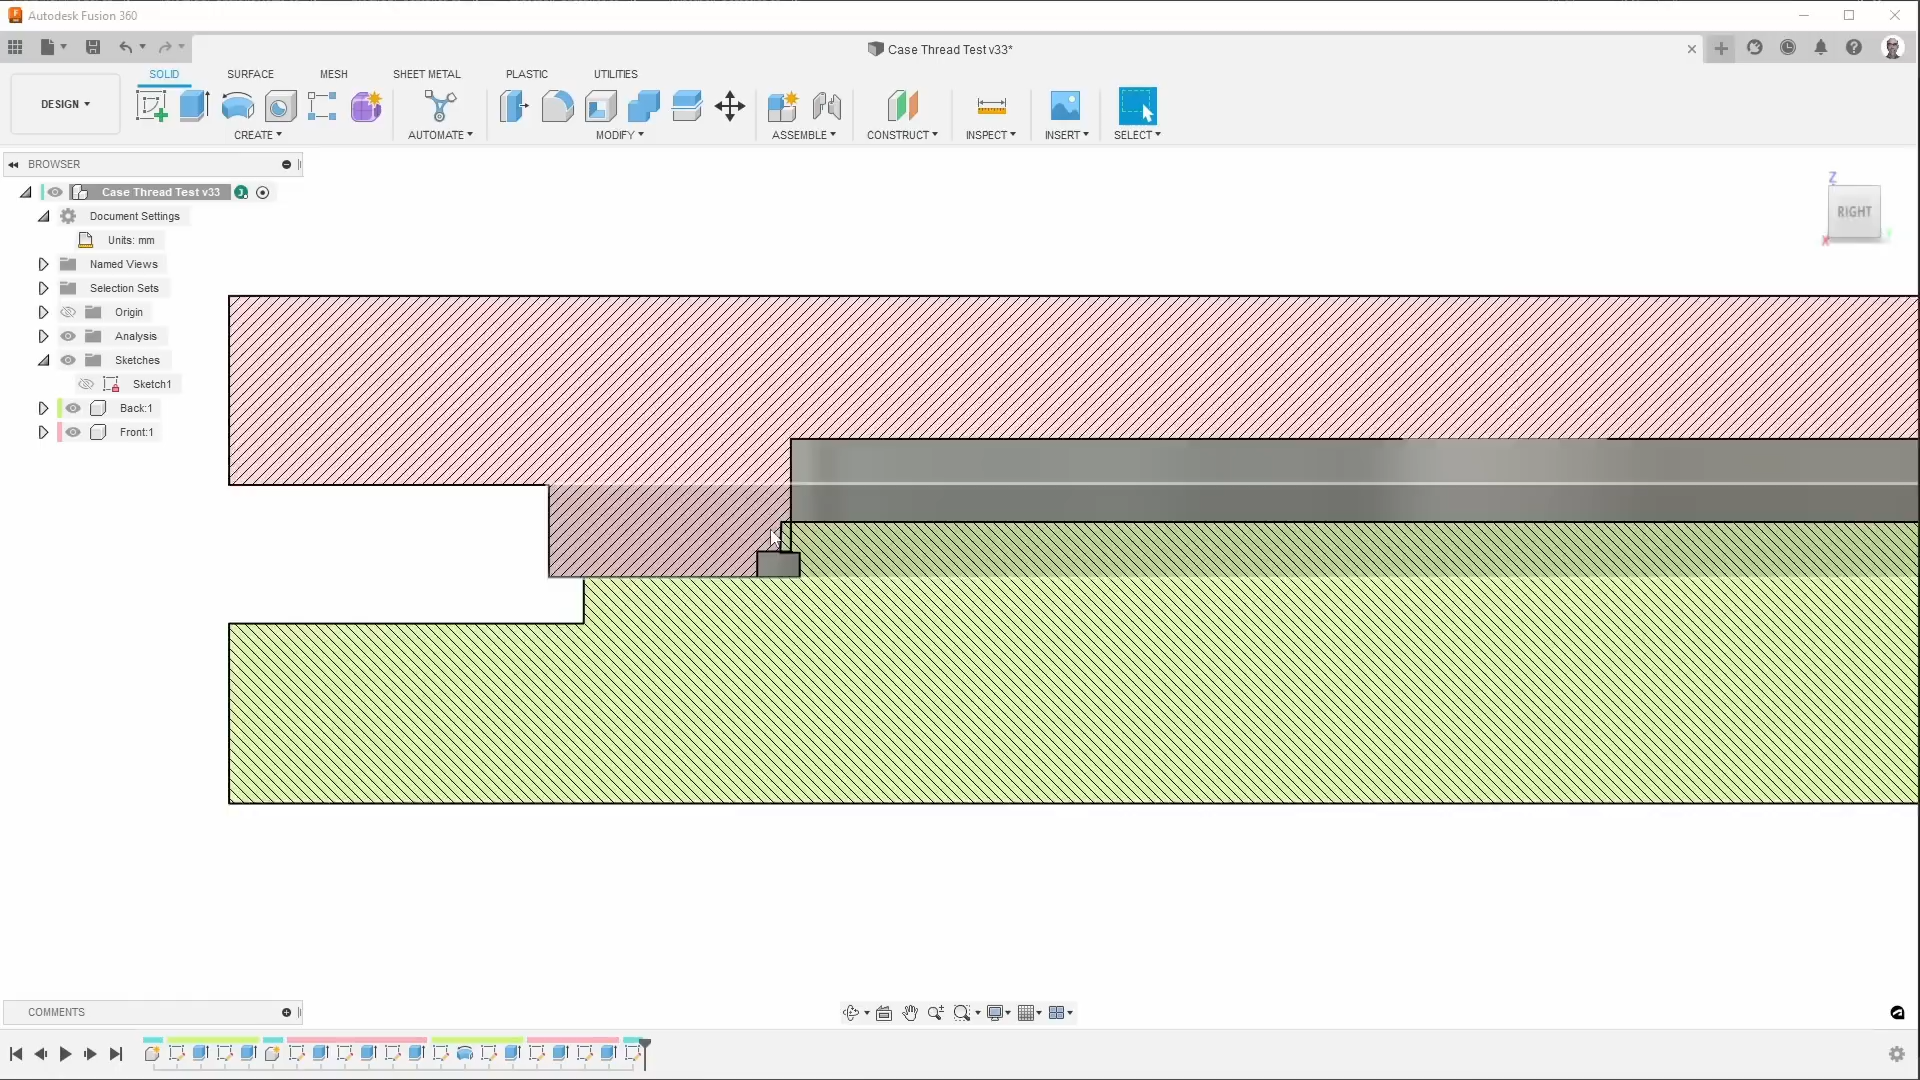 Autodesk Fusion 360
Case Thread Test v33*
SOLID SURFACE MESH SHEET METAL PLASTIC UTILITIES
DESIGN
CREATE AUTOMATE MODIFY ASSEMBLE CONSTRUCT INSPECT INSERT SELECT
BROWSER
Case Thread Test v33
Document Settings
Units: mm
Named Views
Selection Sets
Origin
Analysis
Sketches
Sketch1
Back:1
Front:1
Z
RIGHT
X
Y
COMMENTS